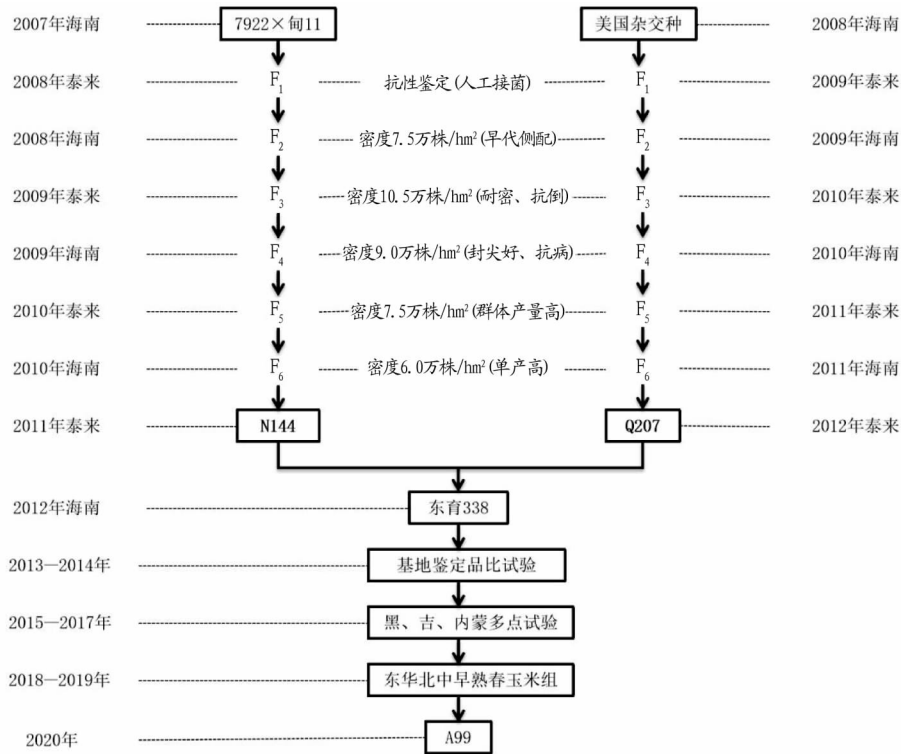 2007年海南 7922×甸11 美国杂交种 2008年海南
2008年泰来 F₁ 抗性鉴定(人工接菌) F₁ 2009年泰来
2008年海南 F₂ 密度7.5万株/hm²(早代侧配) F₂ 2009年海南
2009年泰来 F₃ 密度10.5万株/hm²(耐密、抗倒) F₃ 2010年泰来
2009年海南 F₄ 密度9.0万株/hm²(封尖好、抗病) F₄ 2010年海南
2010年泰来 F₅ 密度7.5万株/hm²(群体产量高) F₅ 2011年泰来
2010年海南 F₆ 密度6.0万株/hm²(单产高) F₆ 2011年海南
2011年泰来 N144 Q207 2012年泰来
2012年海南 东育338
2013—2014年 基地鉴定品比试验
2015—2017年 黑、吉、内蒙多点试验
2018—2019年 东华北中早熟春玉米组
2020年 A99